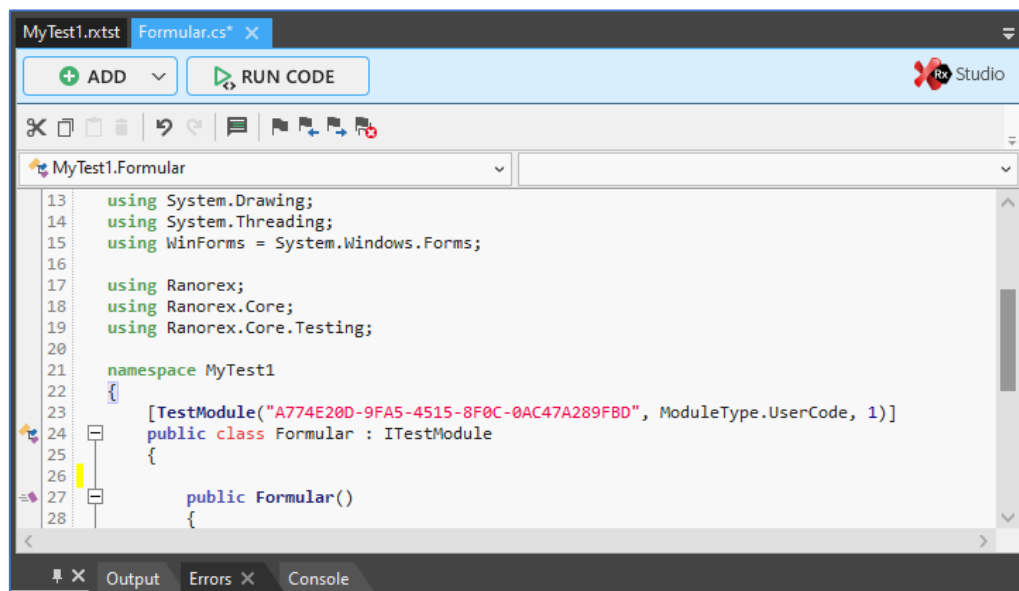 MyTest1.rxtst Formular.cs*
ADD RUN CODE Rx Studio
MyTest1.Formular
13 using System.Drawing;
14 using System.Threading;
15 using WinForms = System.Windows.Forms;
16
17 using Ranorex;
18 using Ranorex.Core;
19 using Ranorex.Core.Testing;
20
21 namespace MyTest1
22 {
23 [TestModule("A774E20D-9FA5-4515-8F0C-0AC47A289FBD", ModuleType.UserCode, 1)]
24 public class Formular : ITestModule
25 {
26
27 public Formular()
28 {
Output Errors Console